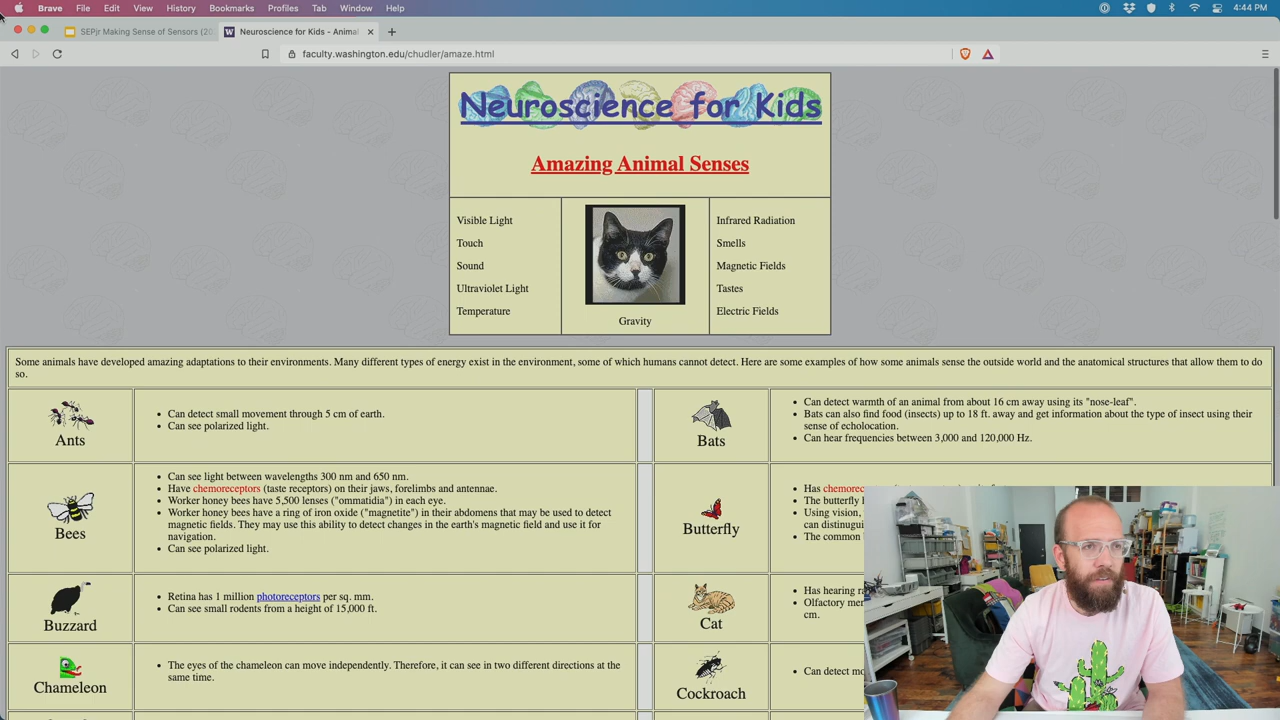 Brave File Edit View History Bookmarks Profiles Tab Window Help
4:44 PM
SEPjr Making Sense of Sensors (20
Neuroscience for Kids - Animal
faculty.washington.edu/chudler/amaze.html
Neuroscience for Kids
Amazing Animal Senses
Visible Light
Touch
Sound
Ultraviolet Light
Temperature
Gravity
Infrared Radiation
Smells
Magnetic Fields
Tastes
Electric Fields
Some animals have developed amazing adaptations to their environments. Many different types of energy exist in the environment, some of which humans cannot detect. Here are some examples of how some animals sense the outside world and the anatomical structures that allow them to do
so.
Ants
Can detect small movement through 5 cm of earth.
Can see polarized light.
Bats
Can detect warmth of an animal from about 16 cm away using its "nose-leaf".
Bats can also find food (insects) up to 18 ft. away and get information about the type of insect using their
sense of echolocation.
Can hear frequencies between 3,000 and 120,000 Hz.
Bees
Can see light between wavelengths 300 nm and 650 nm.
Have chemoreceptors (taste receptors) on their jaws, forelimbs and antennae.
Worker honey bees have 5,500 lenses ("ommatidia") in each eye.
Worker honey bees have a ring of iron oxide ("magnetite") in their abdomens that may be used to detect
magnetic fields. They may use this ability to detect changes in the earth's magnetic field and use it for
navigation.
Can see polarized light.
Butterfly
Has chemorec
The butterfly
Using vision,
can distingui
The common
Buzzard
Retina has 1 million photoreceptors per sq. mm.
Can see small rodents from a height of 15,000 ft.
Cat
Has hearing ra
Olfactory mem
cm.
Chameleon
The eyes of the chameleon can move independently. Therefore, it can see in two different directions at the
same time.
Cockroach
Can detect mo